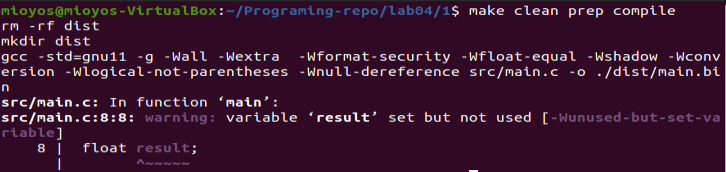 mioyos@mioyos-VirtualBox:~/Programing-repo/lab04/1$ make clean prep compile
rm -rf dist
mkdir dist
gcc -std=gnu11 -g -Wall -Wextra  -Wformat-security -Wfloat-equal -Wshadow -Wconv
ersion -Wlogical-not-parentheses -Wnull-dereference src/main.c -o ./dist/main.bi
n
src/main.c: In function ‘main’:
src/main.c:8:8: warning: variable ‘result’ set but not used [-Wunused-but-set-va
riable]
    8 |  float result;
      |        ^~~~~~